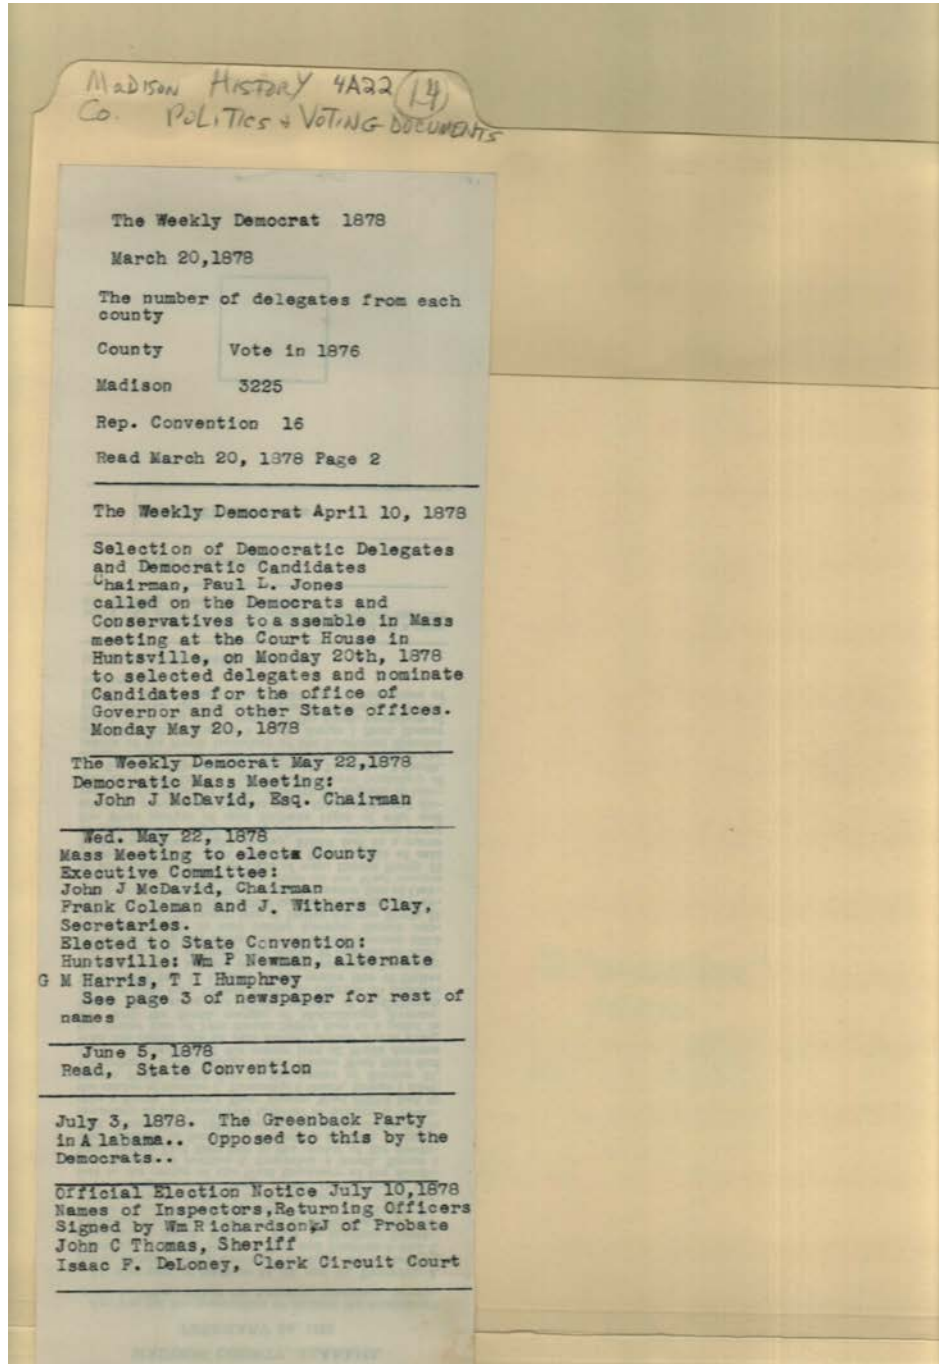 Madison History 4A22 (14)
Co. Politics & Voting Documents
The Weekly Democrat 1878
March 20,1878
The number of delegates from each
county
County Vote in 1876
Madison 3225
Rep. Convention 16
Read March 20, 1878 Page 2
The Weekly Democrat April 10, 1878
Selection of Democratic Delegates
and Democratic Candidates
Chairman, Paul L. Jones
called on the Democrats and
Conservatives to a ssemble in Mass
meeting at the Court House in
Huntsville, on Monday 20th, 1878
to selected delegates and nominate
Candidates for the office of
Governor and other State offices.
Monday May 20, 1878
The Weekly Democrat May 22,1878
Democratic Mass Meeting:
John J McDavid, Esq. Chairman
Wed. May 22, 1878
Mass Meeting to elect County
Executive Committee:
John J McDavid, Chairman
Frank Coleman and J. Withers Clay,
Secretaries.
Elected to State Convention:
Huntsville: Wm P Newman, alternate
G M Harris, T I Humphrey
See page 3 of newspaper for rest of
names
June 5, 1878
Read, State Convention
July 3, 1878. The Greenback Party
in A labama.. Opposed to this by the
Democrats..
Official Election Notice July 10,1878
Names of Inspectors,Returning Officers
Signed by Wm Richardson,J of Probate
John C Thomas, Sheriff
Isaac F. DeLoney, Clerk Circuit Court